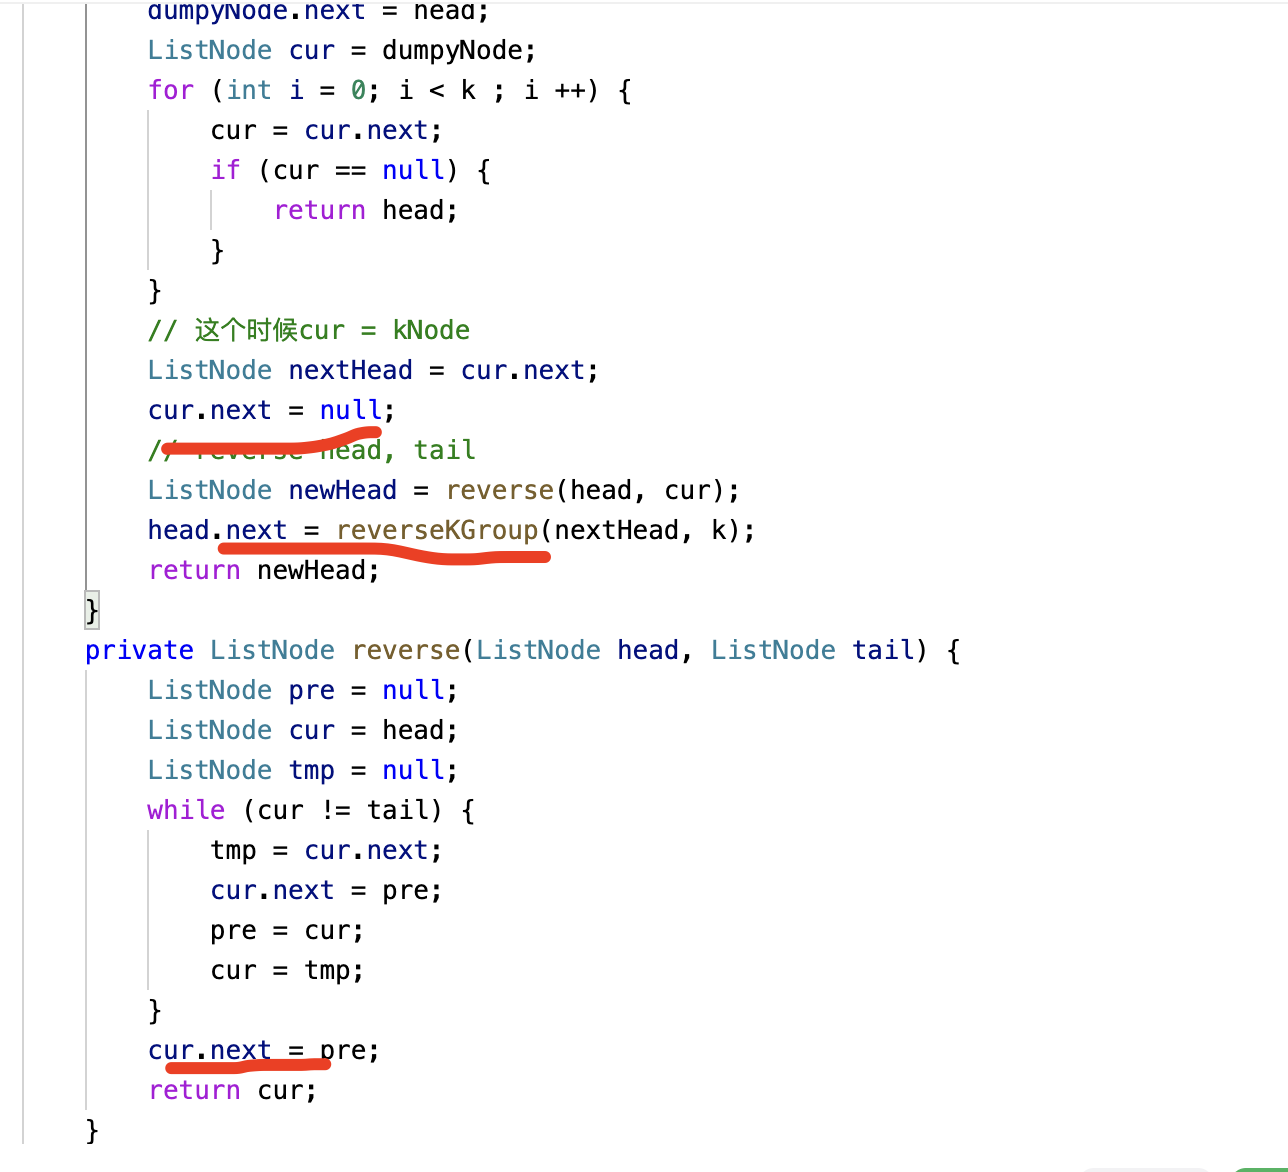 dumpyNode.next = head;
ListNode cur = dumpyNode;
for (int i = 0; i < k ; i ++) {
cur = cur.next;
if (cur == null) {
return head;
}
}
// 这个时候cur = kNode
ListNode nextHead = cur.next;
cur.next = null;
// reverse head, tail
ListNode newHead = reverse(head, cur);
head.next = reverseKGroup(nextHead, k);
return newHead;
}
private ListNode reverse(ListNode head, ListNode tail) {
ListNode pre = null;
ListNode cur = head;
ListNode tmp = null;
while (cur != tail) {
tmp = cur.next;
cur.next = pre;
pre = cur;
cur = tmp;
}
cur.next = pre;
return cur;
}